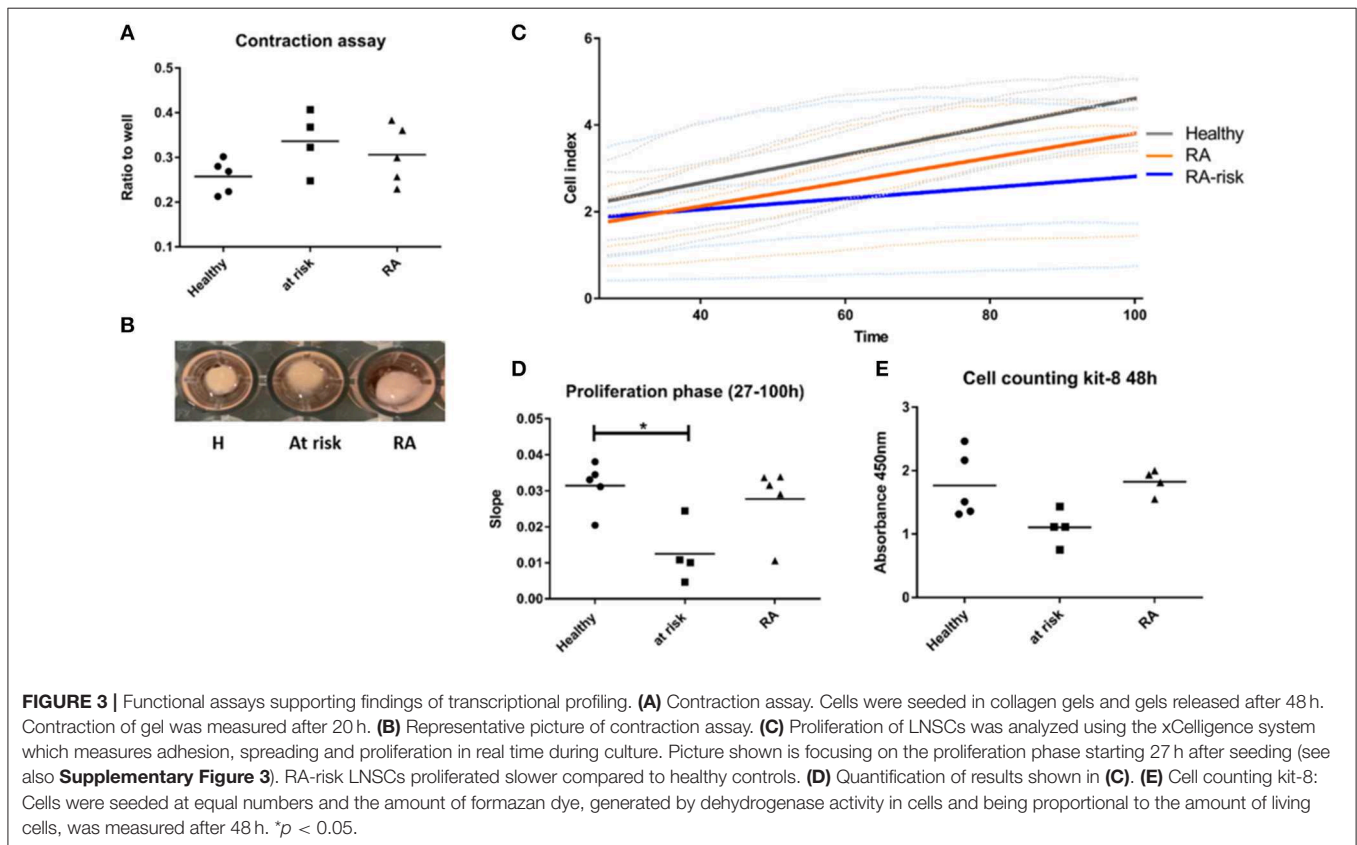 A
Contraction assay
Ratio to well
0.5
0.4
0.3
0.2
0.1
Healthy
at risk
RA
B
H
At risk
RA
C
Cell index
6
4
2
0
40
60
80
100
Time
Healthy
RA
RA-risk
D
Proliferation phase (27-100h)
*
Slope
0.05
0.04
0.03
0.02
0.01
0.00
Healthy
at risk
RA
E
Cell counting kit-8 48h
Absorbance 450nm
3
2
1
0
Healthy
at risk
RA
FIGURE 3 | Functional assays supporting findings of transcriptional profiling. (A) Contraction assay. Cells were seeded in collagen gels and gels released after 48 h.
Contraction of gel was measured after 20 h. (B) Representative picture of contraction assay. (C) Proliferation of LNSCs was analyzed using the xCelligence system
which measures adhesion, spreading and proliferation in real time during culture. Picture shown is focusing on the proliferation phase starting 27 h after seeding (see
also Supplementary Figure 3). RA-risk LNSCs proliferated slower compared to healthy controls. (D) Quantification of results shown in (C). (E) Cell counting kit-8:
Cells were seeded at equal numbers and the amount of formazan dye, generated by dehydrogenase activity in cells and being proportional to the amount of living
cells, was measured after 48 h. *p < 0.05.